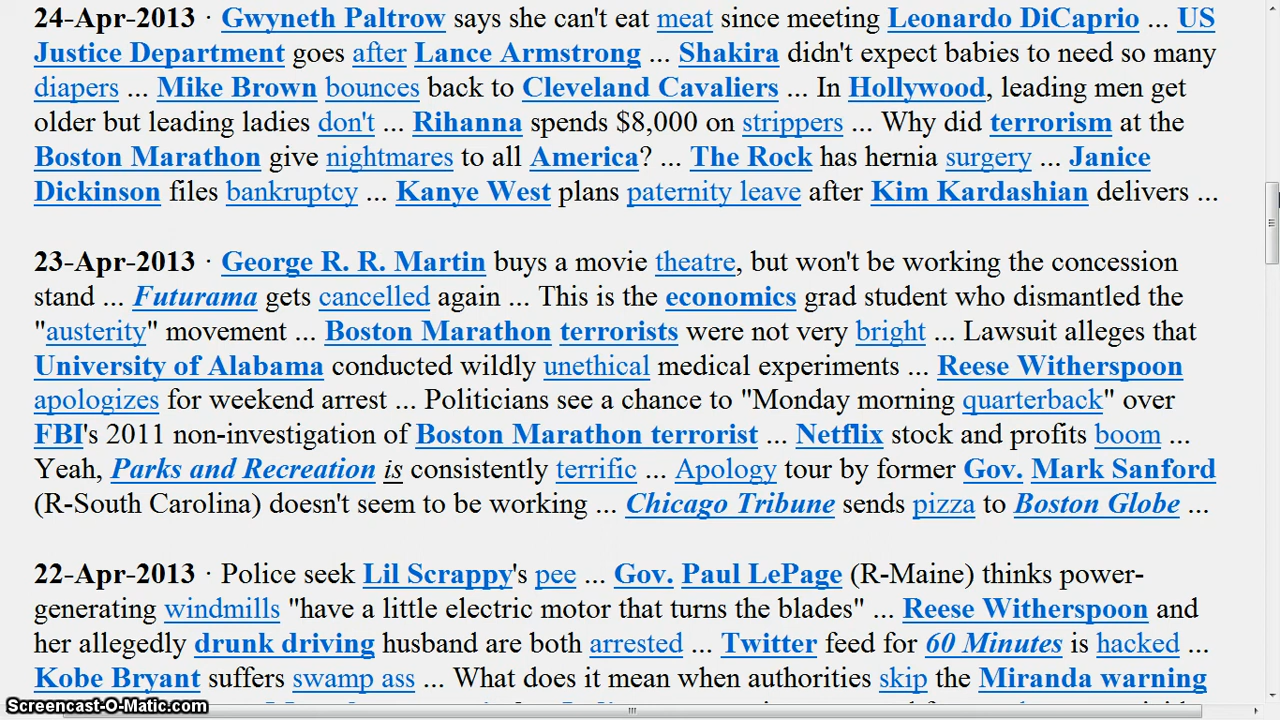 24-Apr-2013 · Gwyneth Paltrow says she can't eat meat since meeting Leonardo DiCaprio ... US
Justice Department goes after Lance Armstrong ... Shakira didn't expect babies to need so many
diapers ... Mike Brown bounces back to Cleveland Cavaliers ... In Hollywood, leading men get
older but leading ladies don't ... Rihanna spends $8,000 on strippers ... Why did terrorism at the
Boston Marathon give nightmares to all America? ... The Rock has hernia surgery ... Janice
Dickinson files bankruptcy ... Kanye West plans paternity leave after Kim Kardashian delivers ...
23-Apr-2013 · George R. R. Martin buys a movie theatre, but won't be working the concession
stand ... Futurama gets cancelled again ... This is the economics grad student who dismantled the
"austerity" movement ... Boston Marathon terrorists were not very bright ... Lawsuit alleges that
University of Alabama conducted wildly unethical medical experiments ... Reese Witherspoon
apologizes for weekend arrest ... Politicians see a chance to "Monday morning quarterback" over
FBI's 2011 non-investigation of Boston Marathon terrorist ... Netflix stock and profits boom ...
Yeah, Parks and Recreation is consistently terrific ... Apology tour by former Gov. Mark Sanford
(R-South Carolina) doesn't seem to be working ... Chicago Tribune sends pizza to Boston Globe ...
22-Apr-2013 · Police seek Lil Scrappy's pee ... Gov. Paul LePage (R-Maine) thinks power-
generating windmills "have a little electric motor that turns the blades" ... Reese Witherspoon and
her allegedly drunk driving husband are both arrested ... Twitter feed for 60 Minutes is hacked ...
Kobe Bryant suffers swamp ass ... What does it mean when authorities skip the Miranda warning
Screencast-O-Matic.com